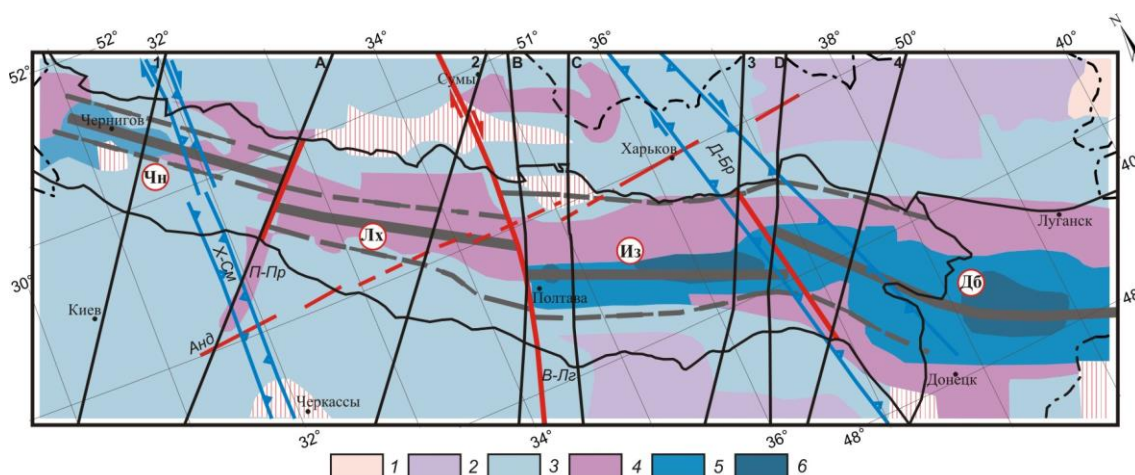 52° 32° 34° 51° 36° 38° 50° 40°
N
52°
1 А 2 В С 3 D 4
Сумы
Чернигов
Харьков
Д-Бр
40°
Чн
Луганск
Лх
Из
Х-См
П-Пр
Дб
30°
Полтава
48°
Киев
Анд
В-Лг
Донецк
Черкассы
32° 34° 36° 48°
1 2 3 4 5 6